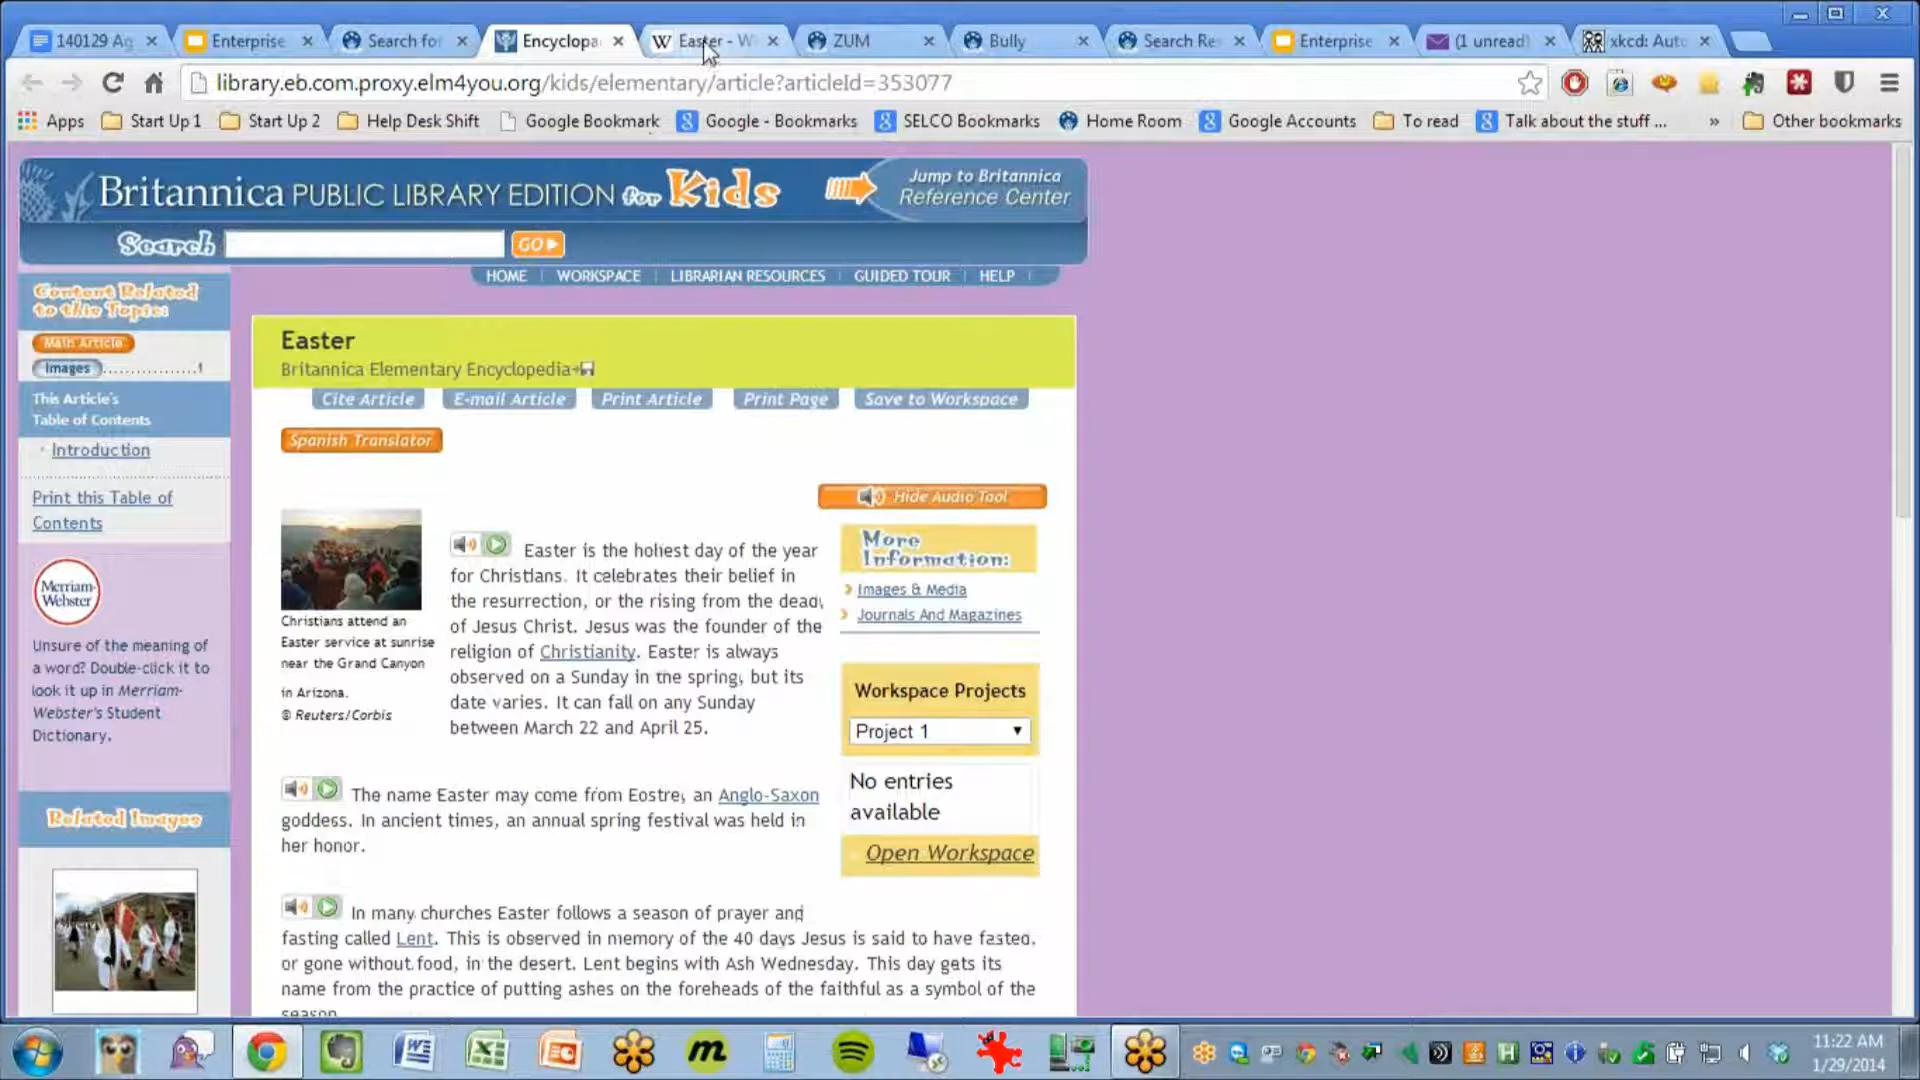 140129 Ag
Enterprise
Search for
Encyclopa
Easter - W
ZUM
Bully
Search Re
Enterprise
(1 unread)
xkcd: Auto
library.eb.com.proxy.elm4you.org/kids/elementary/article?articleId=353077
Apps
Start Up 1
Start Up 2
Help Desk Shift
Google Bookmark
Google - Bookmarks
SELCO Bookmarks
Home Room
Google Accounts
To read
Talk about the stuff ...
»
Other bookmarks
Britannica PUBLIC LIBRARY EDITION for Kids
Jump to Britannica
Reference Center
Search
GO
HOME
WORKSPACE
LIBRARIAN RESOURCES
GUIDED TOUR
HELP
Content Related
to this Topic:
Main Article
Images ................1
This Article's
Table of Contents
Introduction
Print this Table of
Contents
Merriam-
Webster
Unsure of the meaning of
a word? Double-click it to
look it up in Merriam-
Webster's Student
Dictionary.
Related Images
Easter
Britannica Elementary Encyclopedia
Cite Article
E-mail Article
Print Article
Print Page
Save to Workspace
Spanish Translator
Hide Audio Tool
Christians attend an
Easter service at sunrise
near the Grand Canyon
in Arizona.
© Reuters/Corbis
Easter is the holiest day of the year
for Christians. It celebrates their belief in
the resurrection, or the rising from the dead,
of Jesus Christ. Jesus was the founder of the
religion of Christianity. Easter is always
observed on a Sunday in the spring, but its
date varies. It can fall on any Sunday
between March 22 and April 25.
The name Easter may come from Eostre, an Anglo-Saxon
goddess. In ancient times, an annual spring festival was held in
her honor.
In many churches Easter follows a season of prayer and
fasting called Lent. This is observed in memory of the 40 days Jesus is said to have fasted,
or gone without food, in the desert. Lent begins with Ash Wednesday. This day gets its
name from the practice of putting ashes on the foreheads of the faithful as a symbol of the
season.
More
Information:
Images & Media
Journals And Magazines
Workspace Projects
Project 1
No entries
available
Open Workspace
11:22 AM
1/29/2014